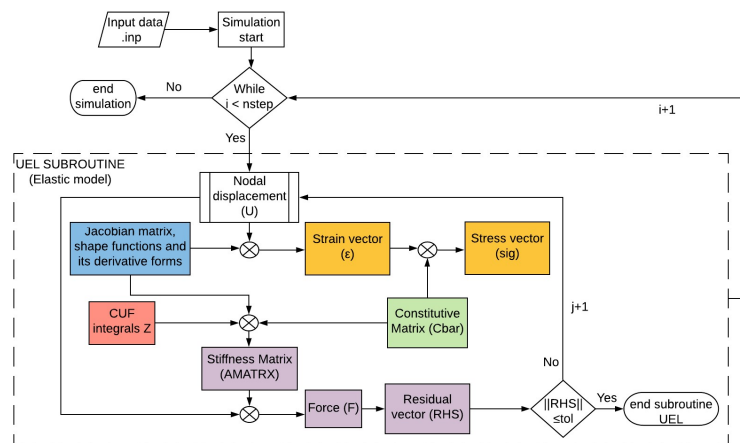 Input data
.inp
Simulation
start
While
i < nstep
No
end
simulation
i+1
Yes
UEL SUBROUTINE
(Elastic model)
Nodal
displacement
(U)
Jacobian matrix,
shape functions and
its derivative forms
Strain vector
(ε)
Stress vector
(sig)
CUF
integrals Z
Constitutive
Matrix (Cbar)
j+1
Stiffness Matrix
(AMATRX)
No
Force (F)
Residual
vector (RHS)
||RHS||
≤tol
Yes
end subroutine
UEL